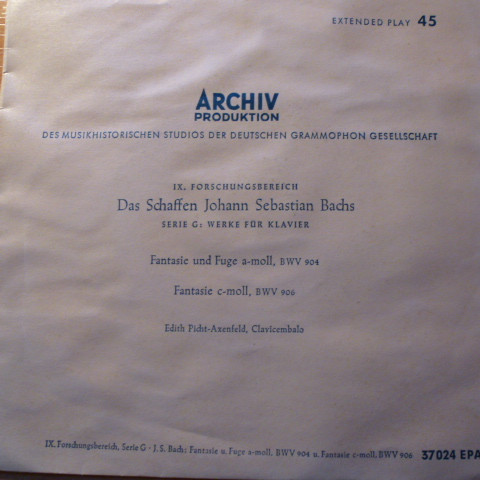 EXTENDED PLAY 45
ARCHIV
PRODUKTION
DES MUSIKHISTORISCHEN STUDIOS DER DEUTSCHEN GRAMMOPHON GESELLSCHAFT
IX. FORSCHUNGSBEREICH
Das Schaffen Johann Sebastian Bachs
SERIE G: WERKE FÜR KLAVIER
Fantasie und Fuge a-moll, BWV 904
Fantasie c-moll, BWV 906
Edith Picht-Axenfeld, Clavicembalo
IX. Forschungsbereich, Serie G - J. S. Bach: Fantasie u. Fuge a-moll, BWV 904 u. Fantasie c-moll, BWV 906 37024 EPA